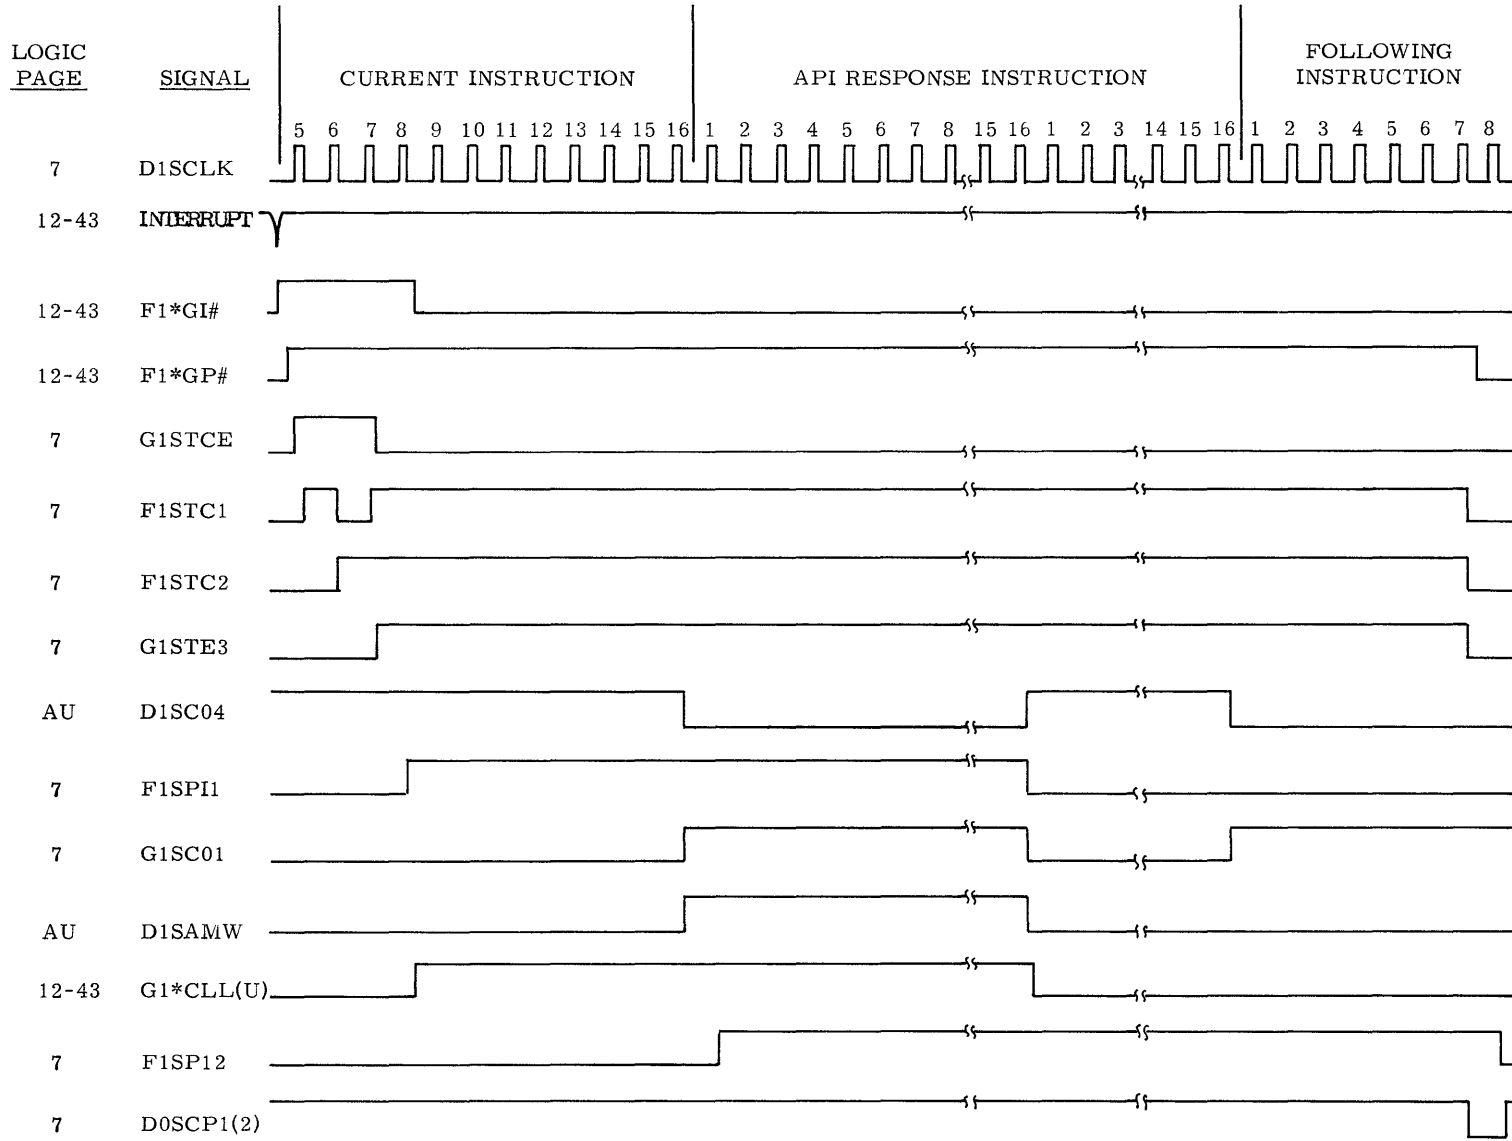 LOGIC
PAGE
SIGNAL
CURRENT INSTRUCTION
API RESPONSE INSTRUCTION
FOLLOWING
INSTRUCTION
5 6 7 8 9 10 11 12 13 14 15 16 1 2 3 4 5 6 7 8 15 16 1 2 3 14 15 16 1 2 3 4 5 6 7 8
7 D1SCLK
12-43 INTERRUPT
12-43 F1*GI#
12-43 F1*GP#
7 G1STCE
7 F1STC1
7 F1STC2
7 G1STE3
AU D1SC04
7 F1SPI1
7 G1SC01
AU D1SAMW
12-43 G1*CLL(U)
7 F1SP12
7 D0SCP1(2)